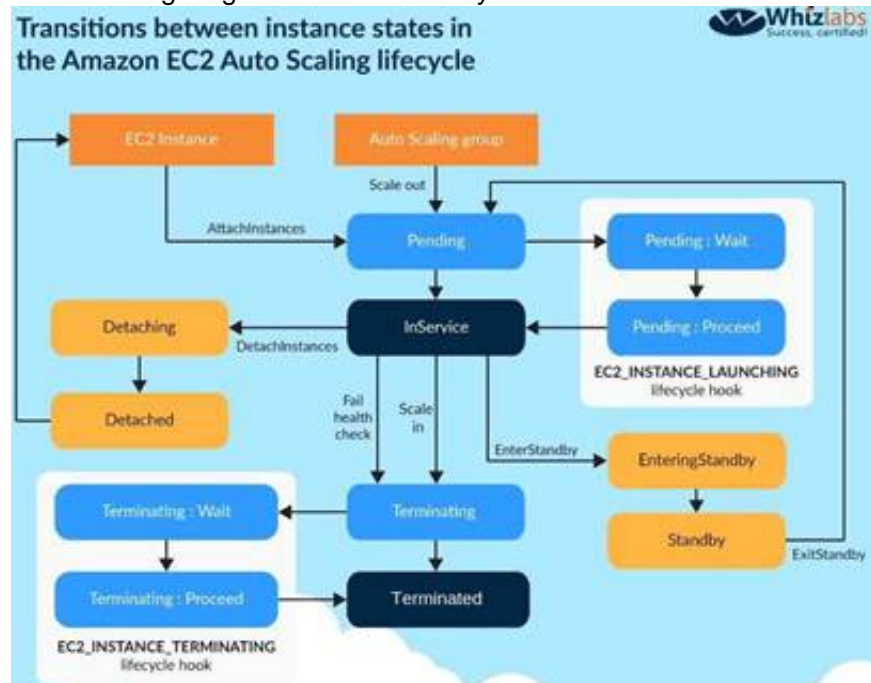 Transitions between instance states in
the Amazon EC2 Auto Scaling lifecycle
Whizlabs
Success, certified!
EC2 Instance
Auto Scaling group
Scale out
AttachInstances
Pending
Pending : Wait
Detaching
DetachInstances
InService
Pending : Proceed
EC2_INSTANCE_LAUNCHING
lifecycle hook
Detached
Fail
health
check
Scale
in
EnterStandby
EnteringStandby
Terminating : Wait
Terminating
Standby
ExitStandby
Terminating : Proceed
Terminated
EC2_INSTANCE_TERMINATING
lifecycle hook